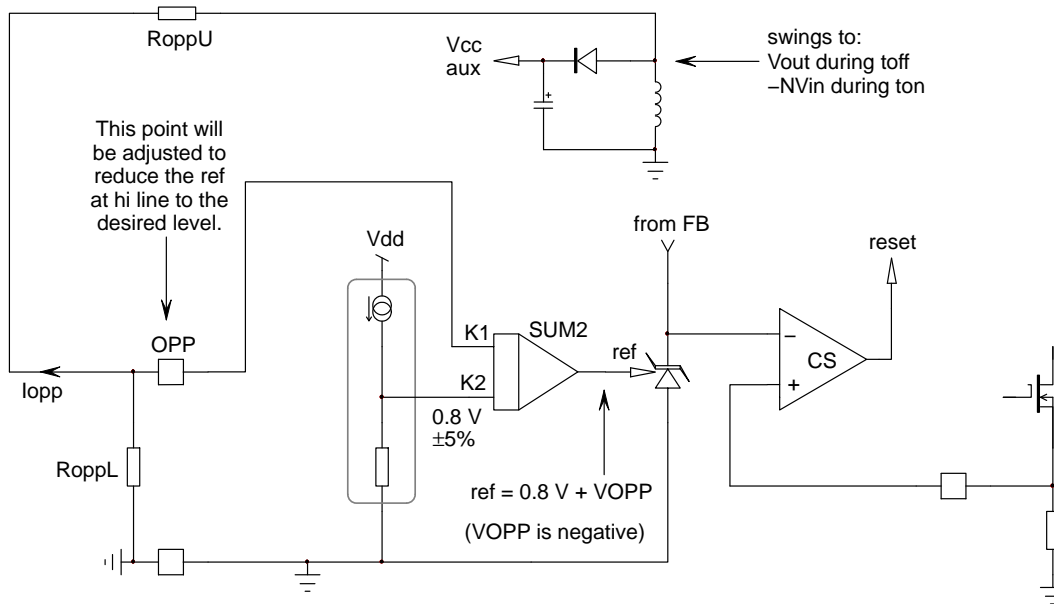 RoppU
Vcc
aux
swings to:
Vout during toff
−NVin during ton
This point will
be adjusted to
reduce the ref
at hi line to the
desired level.
from FB
reset
Vdd
OPP
K1
SUM2
ref
CS
Iopp
K2
0.8 V
±5%
RoppL
ref = 0.8 V + VOPP
(VOPP is negative)